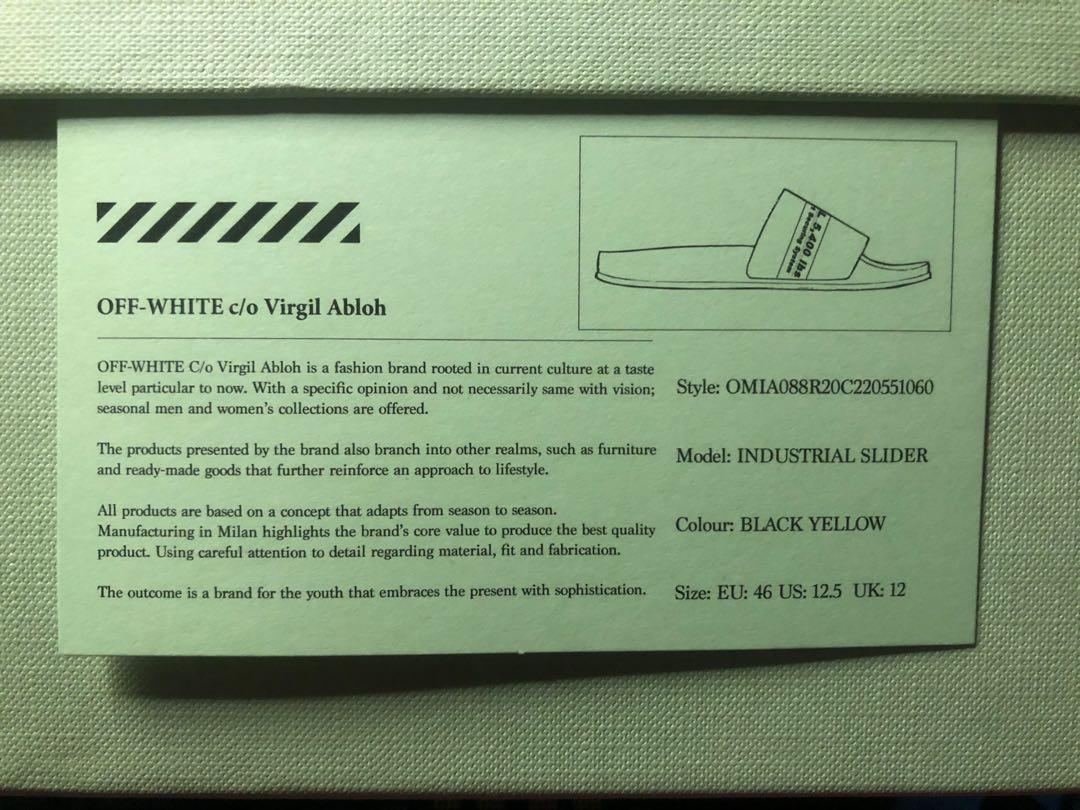 L 5,400 lbs
Securing System
OFF-WHITE c/o Virgil Abloh
OFF-WHITE C/o Virgil Abloh is a fashion brand rooted in current culture at a taste
level particular to now. With a specific opinion and not necessarily same with vision;
seasonal men and women's collections are offered.
The products presented by the brand also branch into other realms, such as furniture
and ready-made goods that further reinforce an approach to lifestyle.
All products are based on a concept that adapts from season to season.
Manufacturing in Milan highlights the brand's core value to produce the best quality
product. Using careful attention to detail regarding material, fit and fabrication.
The outcome is a brand for the youth that embraces the present with sophistication.
Style: OMIA088R20C220551060
Model: INDUSTRIAL SLIDER
Colour: BLACK YELLOW
Size: EU: 46 US: 12.5 UK: 12